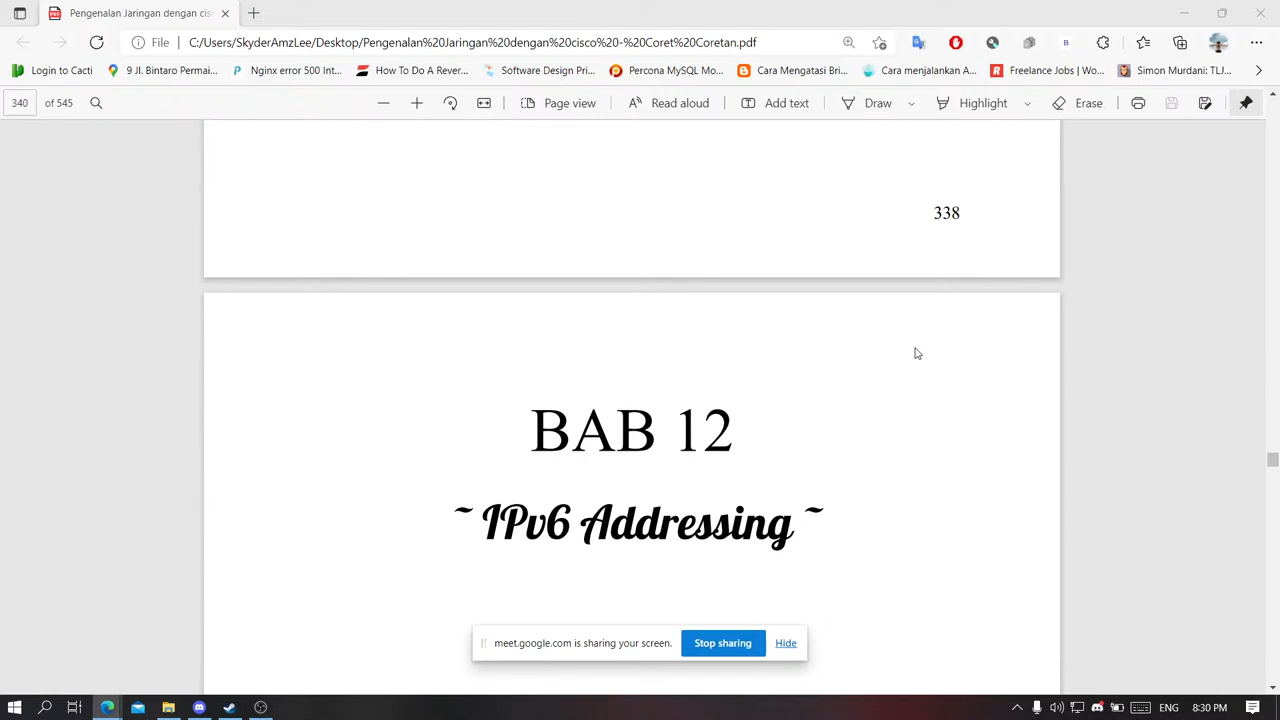 Pengenalan Jaringan dengan cis
File C:/Users/SkyderAmzLee/Desktop/Pengenalan%20Jaringan%20dengan%20cisco%20-%20Coret%20Coretan.pdf
Login to Cacti 9 Jl. Bintaro Permai... Nginx error 500 Int... How To Do A Rever... Software Design Pri... Percona MySQL Mo... Cara Mengatasi Bri... Cara menjalankan A... Freelance Jobs | Wo... Simon Murdani: TLJ...
340 of 545 Page view Read aloud Add text Draw Highlight Erase
338
BAB 12
~ IPv6 Addressing ~
meet.google.com is sharing your screen. Stop sharing Hide
ENG 8:30 PM